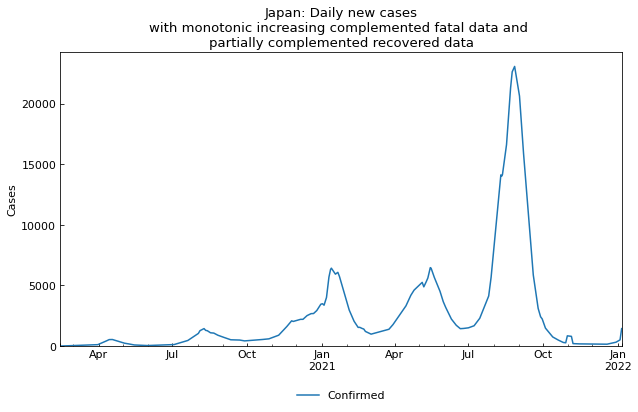 Japan: Daily new cases
with monotonic increasing complemented fatal data and
partially complemented recovered data
Cases
20000
15000
10000
5000
0
Apr
Jul
Oct
Jan
2021
Apr
Jul
Oct
Jan
2022
Confirmed